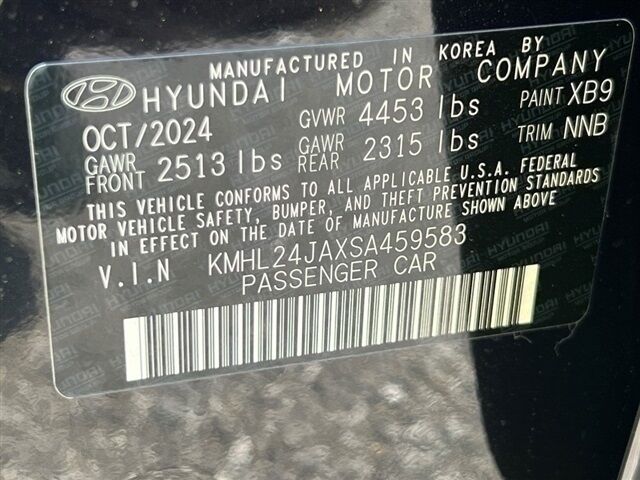 MANUFACTURED IN KOREA BY
HYUNDAI MOTOR COMPANY
OCT/2024 GVWR 4453 lbs PAINT XB9
GAWR FRONT 2513 lbs GAWR REAR 2315 lbs TRIM NNB
THIS VEHICLE CONFORMS TO ALL APPLICABLE U.S.A. FEDERAL
MOTOR VEHICLE SAFETY, BUMPER, AND THEFT PREVENTION STANDARDS
IN EFFECT ON THE DATE OF MANUFACTURE SHOWN ABOVE
V.I.N KMHL24JAXSA459583
PASSENGER CAR